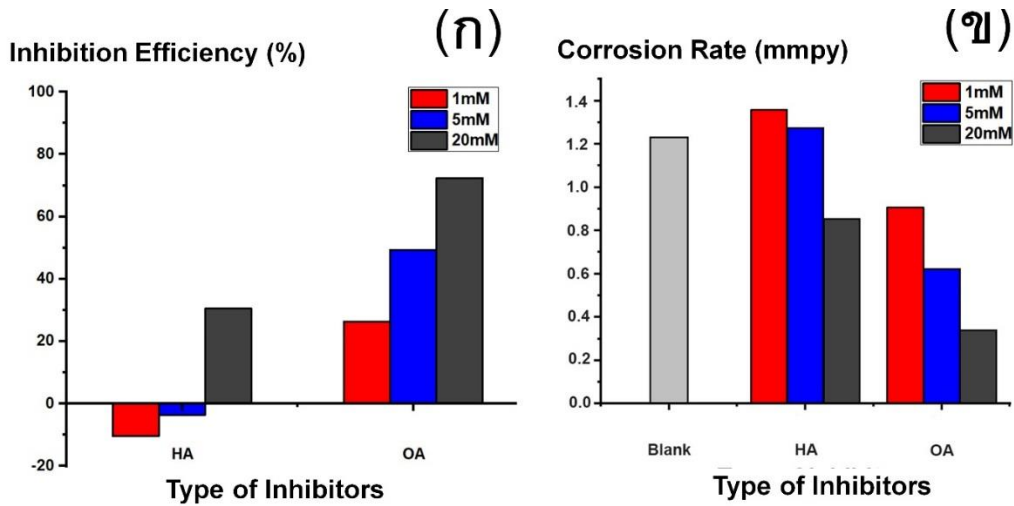 (ก)
Inhibition Efficiency (%)
100
80
60
40
20
0
-20
1mM
5mM
20mM
HA
OA
Type of Inhibitors
(ข)
Corrosion Rate (mmpy)
1.4
1.2
1.0
0.8
0.6
0.4
0.2
0.0
1mM
5mM
20mM
Blank
HA
OA
Type of Inhibitors